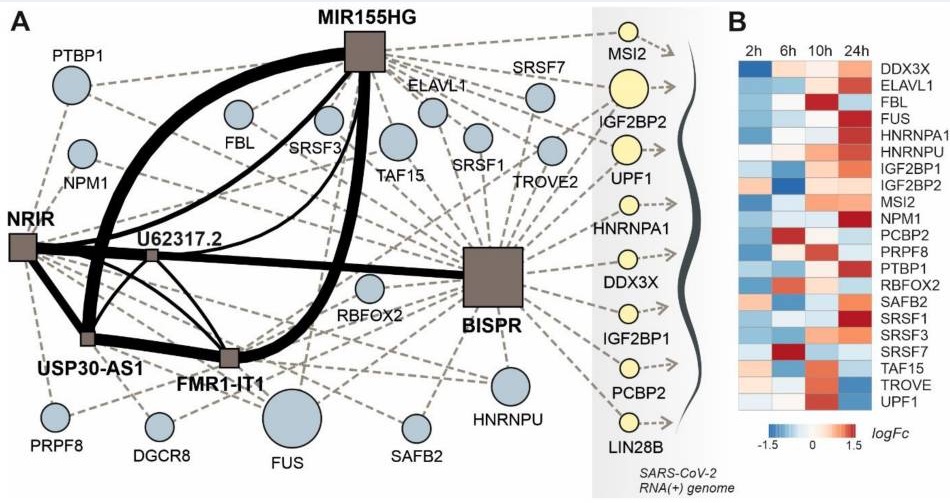 A
MIR155HG
PTBP1
SRSF7
ELAVL1
MSI2
FBL
SRSF3
TAF15
SRSF1
TROVE2
IGF2BP2
NPM1
UPF1
NRIR
U62317.2
HNRNPA1
RBFOX2
BISPR
DDX3X
IGF2BP1
USP30-AS1
FMR1-IT1
PCBP2
HNRNPU
PRPF8
DGCR8
FUS
SAFB2
LIN28B
SARS-CoV-2
RNA(+) genome
B
2h 6h 10h 24h
DDX3X
ELAVL1
FBL
FUS
HNRNPA1
HNRNPU
IGF2BP1
IGF2BP2
MSI2
NPM1
PCBP2
PRPF8
PTBP1
RBFOX2
SAFB2
SRSF1
SRSF3
SRSF7
TAF15
TROVE
UPF1
-1.5 0 1.5 logFc